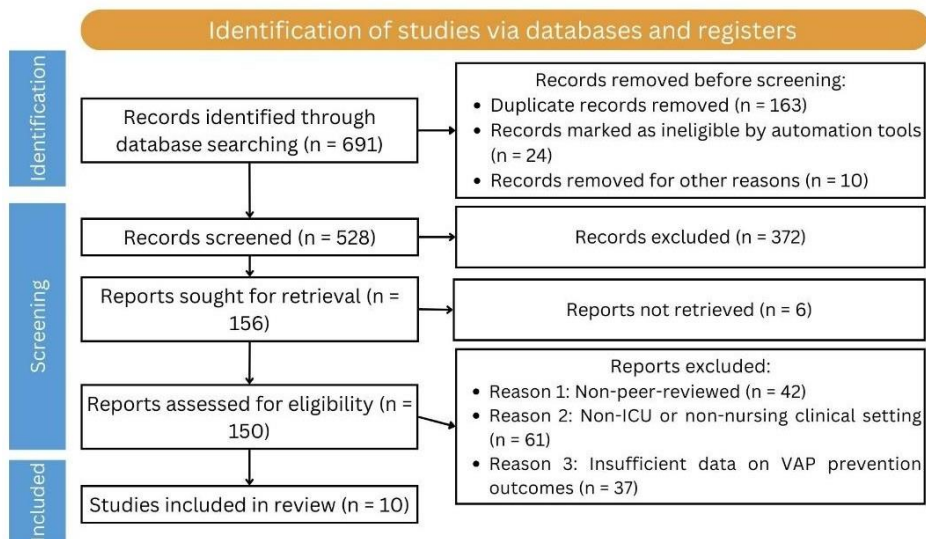 Identification of studies via databases and registers
Identification
Records identified through
database searching (n = 691)
Records removed before screening:
• Duplicate records removed (n = 163)
• Records marked as ineligible by automation tools
(n = 24)
• Records removed for other reasons (n = 10)
Screening
Records screened (n = 528)
Records excluded (n = 372)
Reports sought for retrieval (n =
156)
Reports not retrieved (n = 6)
Reports assessed for eligibility (n =
150)
Reports excluded:
• Reason 1: Non-peer-reviewed (n = 42)
• Reason 2: Non-ICU or non-nursing clinical setting
(n = 61)
• Reason 3: Insufficient data on VAP prevention
outcomes (n = 37)
Included
Studies included in review (n = 10)